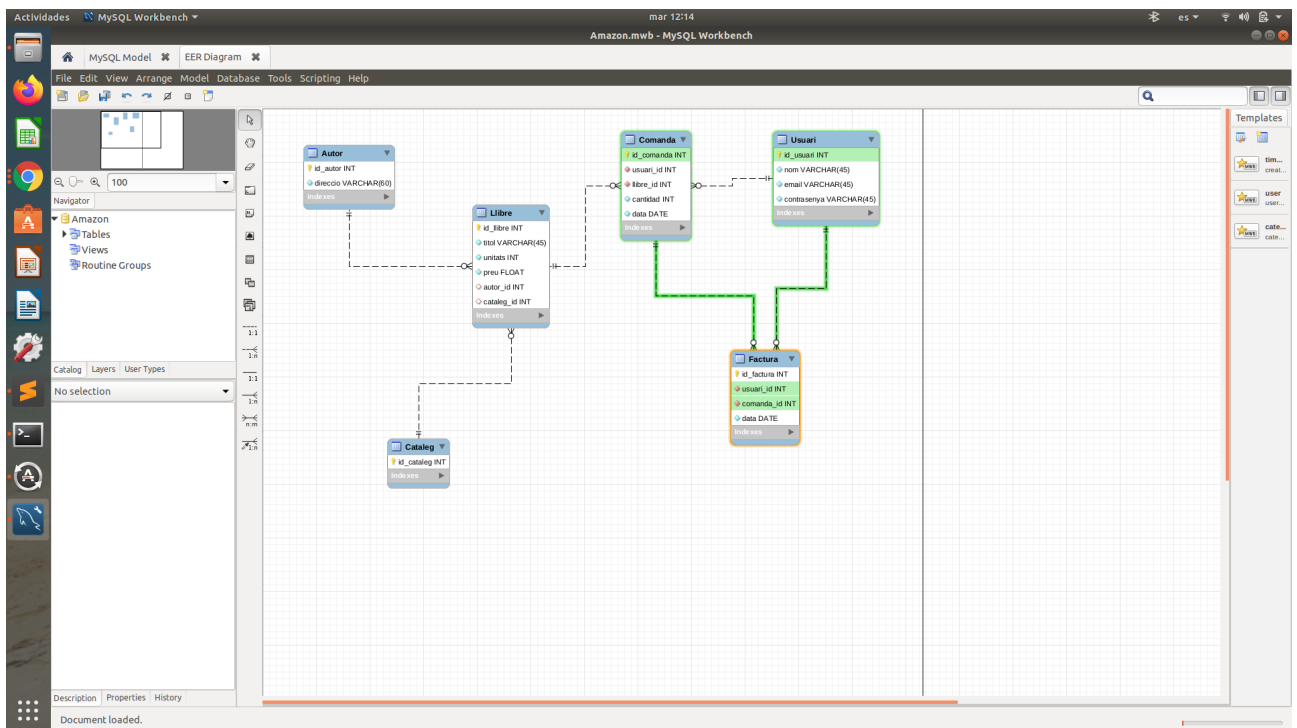 Actividades MySQL Workbench mar 12:14 es
Amazon.mwb - MySQL Workbench
MySQL Model EER Diagram
File Edit View Arrange Model Database Tools Scripting Help
100
Navigator
Amazon
Tables
Views
Routine Groups
Catalog Layers User Types
No selection
Description Properties History
Document loaded.
1:1
1:n
1:1
1:n
n:m
1:n
Autor
id_autor INT
direccio VARCHAR(60)
Indexes
Llibre
id_llibre INT
titol VARCHAR(45)
unitats INT
preu FLOAT
autor_id INT
cataleg_id INT
Indexes
Cataleg
id_cataleg INT
Indexes
Comanda
id_comanda INT
usuari_id INT
llibre_id INT
cantidad INT
data DATE
Indexes
Usuari
id_usuari INT
nom VARCHAR(45)
email VARCHAR(45)
contrasenya VARCHAR(45)
Indexes
Factura
id_factura INT
usuari_id INT
comanda_id INT
data DATE
Indexes
Templates
tim...
creat...
user
user...
cate...
cate...